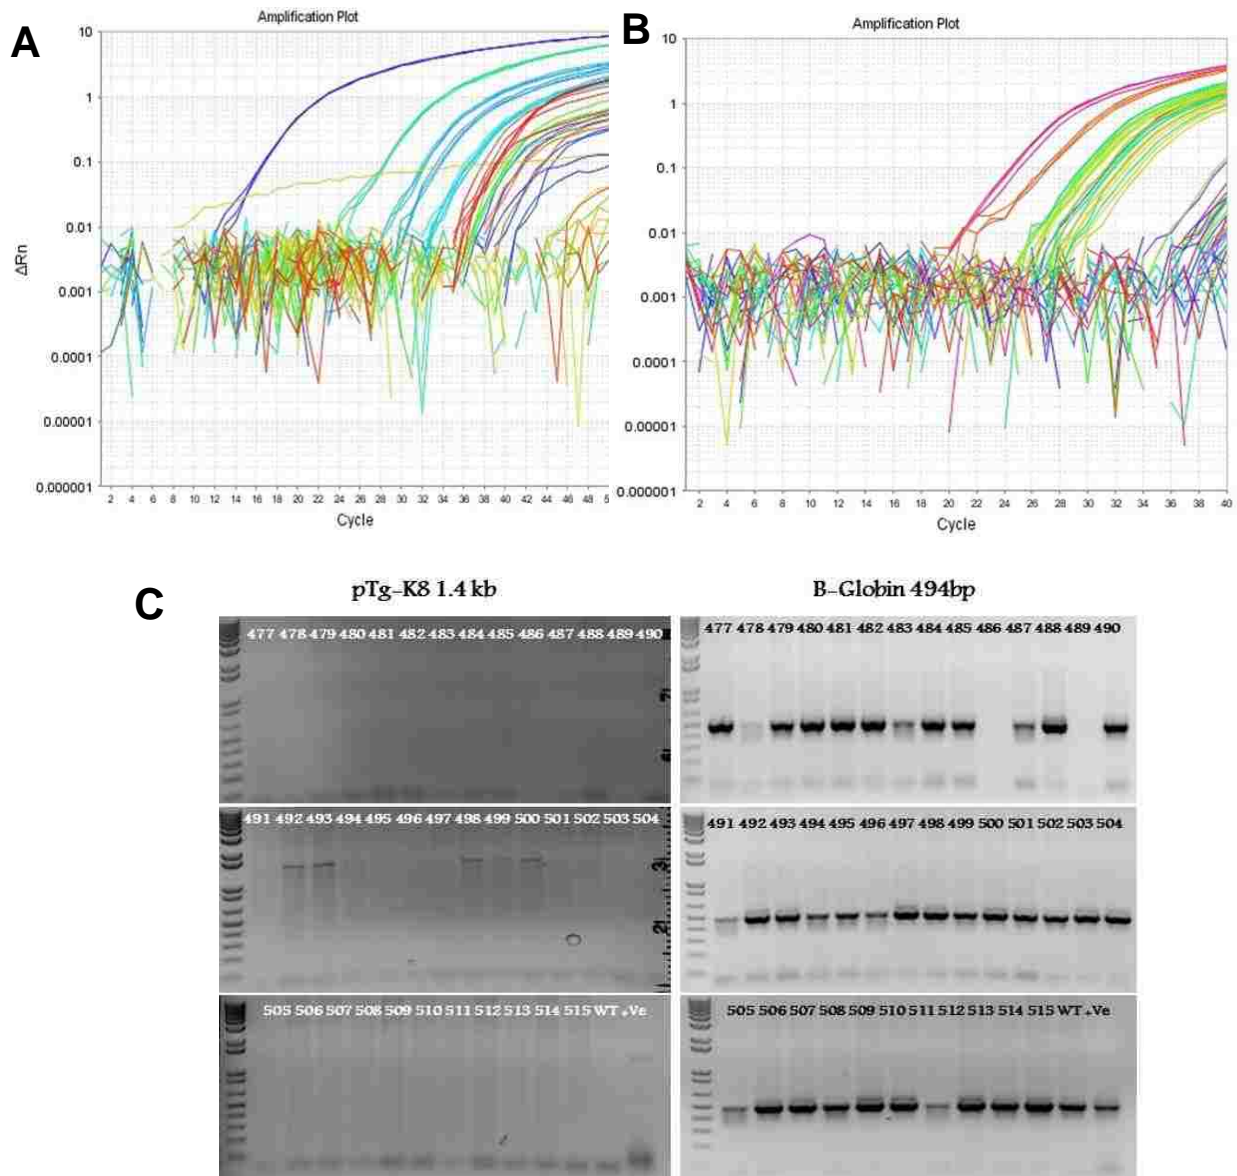 A
Amplification Plot
10
1
0.1
0.01
0.001
0.0001
0.00001
0.000001
ΔRn
2 4 6 8 10 12 14 16 18 20 22 24 26 28 30 32 34 36 38 40 42 44 46 48 5
Cycle
B
Amplification Plot
10
1
0.1
0.01
0.001
0.0001
0.00001
0.000001
2 4 6 8 10 12 14 16 18 20 22 24 26 28 30 32 34 36 38 40
Cycle
C
pTg-K8 1.4 kb
B-Globin 494bp
477 478 479 480 481 482 483 484 485 486 487 488 489 490
477 478 479 480 481 482 483 484 485 486 487 488 489 490
491 492 493 494 495 496 497 498 499 500 501 502 503 504
3
2
491 492 493 494 495 496 497 498 499 500 501 502 503 504
505 506 507 508 509 510 511 512 513 514 515 WT +Ve
505 506 507 508 509 510 511 512 513 514 515 WT +Ve